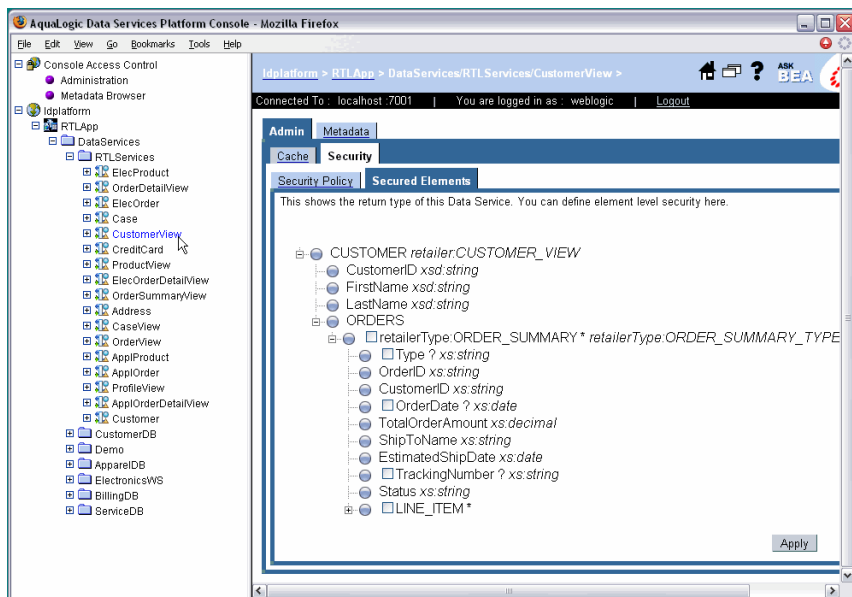 AquaLogic Data Services Platform Console - Mozilla Firefox
File Edit View Go Bookmarks Tools Help
Console Access Control
Administration
Metadata Browser
ldplatform
RTLApp
DataServices
RTLServices
ElecProduct
OrderDetailView
ElecOrder
Case
CustomerView
CreditCard
ProductView
ElecOrderDetailView
OrderSummaryView
Address
CaseView
OrderView
ApplProduct
ApplOrder
ProfileView
ApplOrderDetailView
Customer
CustomerDB
Demo
ApparelDB
ElectronicsWS
BillingDB
ServiceDB
ldplatform > RTLApp > DataServices/RTLServices/CustomerView >
? ASK BEA
Connected To : localhost :7001 | You are logged in as : weblogic | Logout
Admin Metadata
Cache Security
Security Policy Secured Elements
This shows the return type of this Data Service. You can define element level security here.
CUSTOMER retailer:CUSTOMER_VIEW
CustomerID xsd:string
FirstName xsd:string
LastName xsd:string
ORDERS
retailerType:ORDER_SUMMARY * retailerType:ORDER_SUMMARY_TYPE
Type ? xs:string
OrderID xs:string
CustomerID xs:string
OrderDate ? xs:date
TotalOrderAmount xs:decimal
ShipToName xs:string
EstimatedShipDate xs:date
TrackingNumber ? xs:string
Status xs:string
LINE_ITEM *
Apply